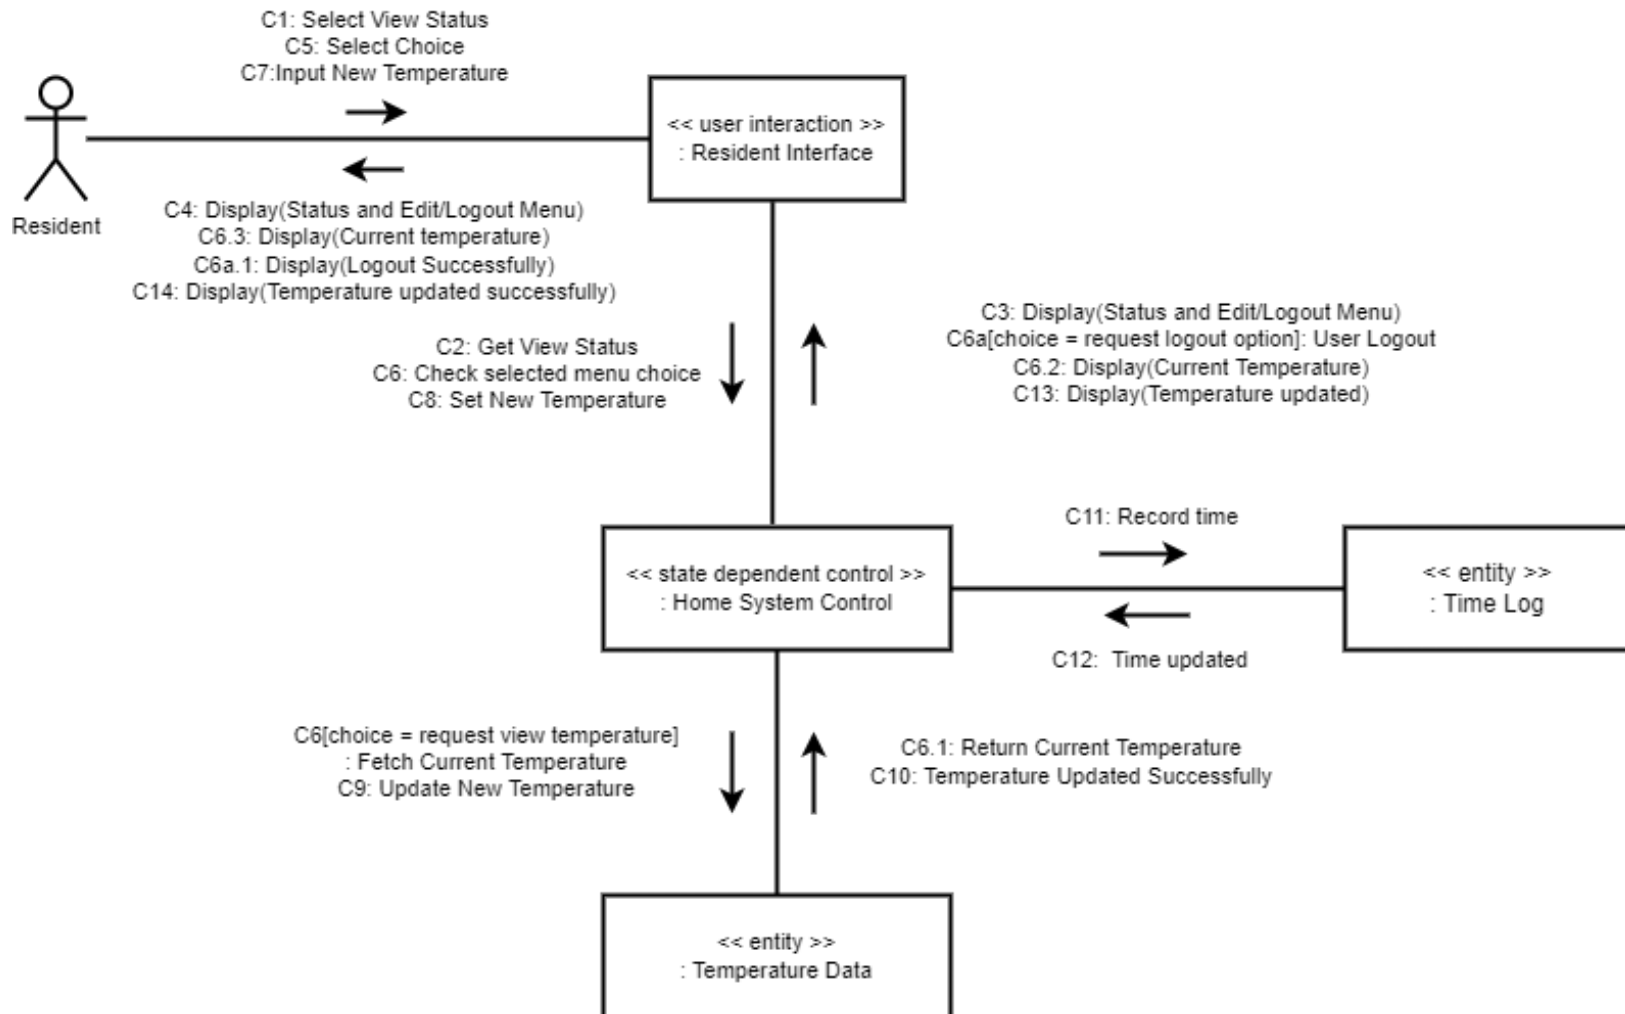 C1: Select View Status
C5: Select Choice
C7:Input New Temperature
<< user interaction >>
: Resident Interface
Resident
C4: Display(Status and Edit/Logout Menu)
C6.3: Display(Current temperature)
C6a.1: Display(Logout Successfully)
C14: Display(Temperature updated successfully)
C2: Get View Status
C6: Check selected menu choice
C8: Set New Temperature
C3: Display(Status and Edit/Logout Menu)
C6a[choice = request logout option]: User Logout
C6.2: Display(Current Temperature)
C13: Display(Temperature updated)
<< state dependent control >>
: Home System Control
C11: Record time
C12: Time updated
<< entity >>
: Time Log
C6[choice = request view temperature]
: Fetch Current Temperature
C9: Update New Temperature
C6.1: Return Current Temperature
C10: Temperature Updated Successfully
<< entity >>
: Temperature Data